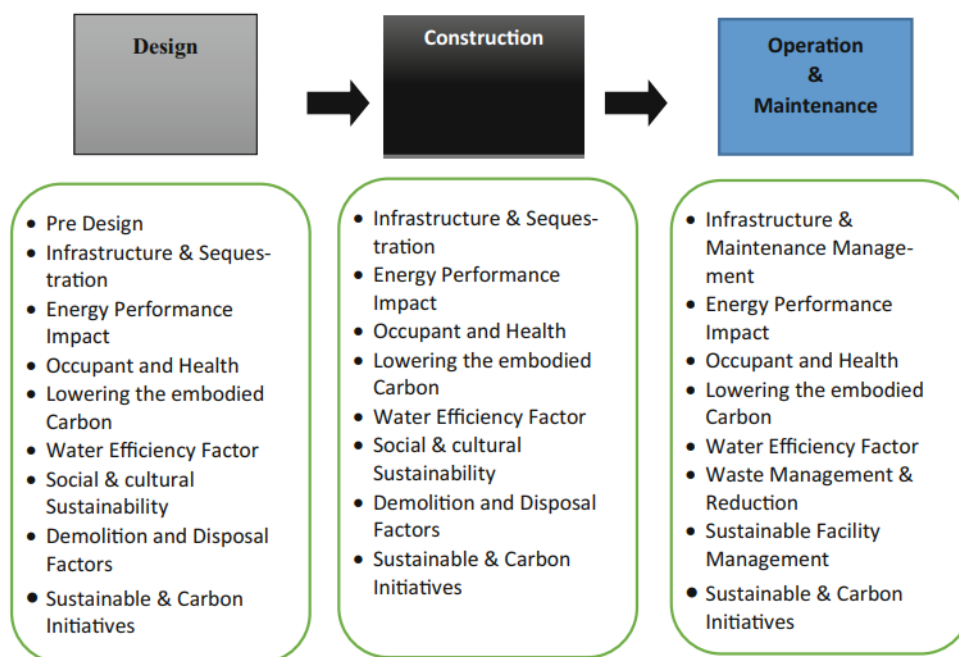 Design
Construction
Operation
&
Maintenance
• Pre Design
• Infrastructure & Seques-
tration
• Energy Performance
Impact
• Occupant and Health
• Lowering the embodied
Carbon
• Water Efficiency Factor
• Social & cultural
Sustainability
• Demolition and Disposal
Factors
• Sustainable & Carbon
Initiatives
• Infrastructure & Seques-
tration
• Energy Performance
Impact
• Occupant and Health
• Lowering the embodied
Carbon
• Water Efficiency Factor
• Social & cultural
Sustainability
• Demolition and Disposal
Factors
• Sustainable & Carbon
Initiatives
• Infrastructure &
Maintenance Manage-
ment
• Energy Performance
Impact
• Occupant and Health
• Lowering the embodied
Carbon
• Water Efficiency Factor
• Waste Management &
Reduction
• Sustainable Facility
Management
• Sustainable & Carbon
Initiatives